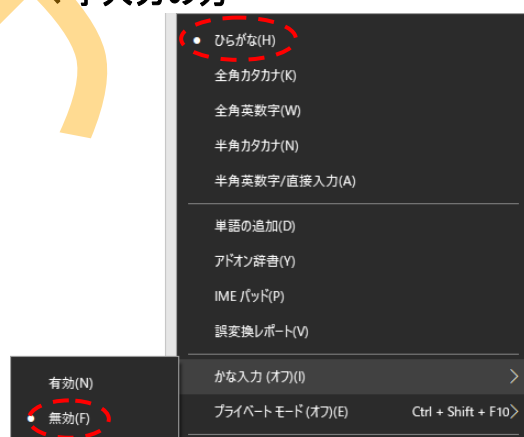 ひらがな(H)
全角カタカナ(K)
全角英数字(W)
半角カタカナ(N)
半角英数字/直接入力(A)
単語の追加(D)
アドオン辞書(Y)
IME パッド(P)
誤変換レポート(V)
かな入力 (オフ)(I)
プライベート モード (オフ)(E) Ctrl + Shift + F10
有効(N)
無効(F)